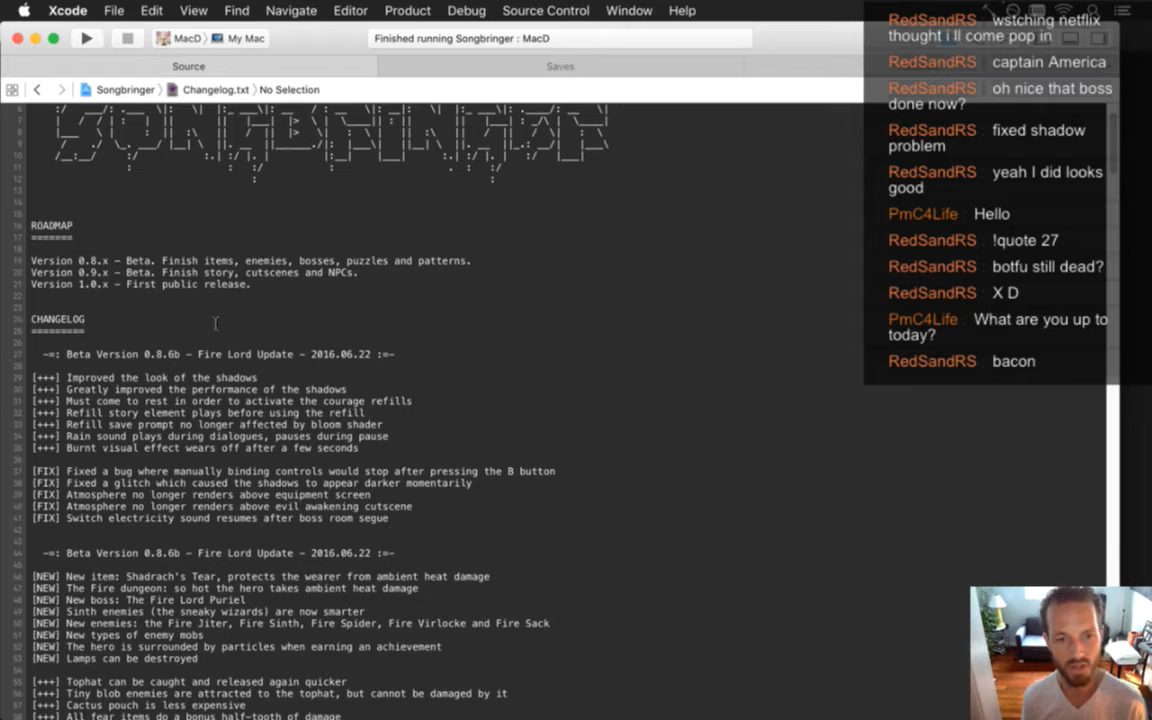 Xcode File Edit View Find Navigate Editor Product Debug Source Control Window Help
MacD My Mac
Finished running Songbringer : MacD
Source
Saves
Songbringer Changelog.txt No Selection
SONGBRINGER
ROADMAP
=======
Version 0.8.x – Beta. Finish items, enemies, bosses, puzzles and patterns.
Version 0.9.x – Beta. Finish story, cutscenes and NPCs.
Version 1.0.x – First public release.
CHANGELOG
=========
-=: Beta Version 0.8.6b – Fire Lord Update – 2016.06.22 :=-
[+++] Improved the look of the shadows
[+++] Greatly improved the performance of the shadows
[+++] Must come to rest in order to activate the courage refills
[+++] Refill story element plays before using the refill
[+++] Refill save prompt no longer affected by bloom shader
[+++] Rain sound plays during dialogues, pauses during pause
[+++] Burnt visual effect wears off after a few seconds
[FIX] Fixed a bug where manually binding controls would stop after pressing the B button
[FIX] Fixed a glitch which caused the shadows to appear darker momentarily
[FIX] Atmosphere no longer renders above equipment screen
[FIX] Atmosphere no longer renders above evil awakening cutscene
[FIX] Switch electricity sound resumes after boss room segue
-=: Beta Version 0.8.6b – Fire Lord Update – 2016.06.22 :=-
[NEW] New item: Shadrach's Tear, protects the wearer from ambient heat damage
[NEW] The Fire dungeon: so hot the hero takes ambient heat damage
[NEW] New boss: The Fire Lord Puriel
[NEW] Sinth enemies (the sneaky wizards) are now smarter
[NEW] New enemies: the Fire Jiter, Fire Sinth, Fire Spider, Fire Virlocke and Fire Sack
[NEW] New types of enemy mobs
[NEW] The hero is surrounded by particles when earning an achievement
[NEW] Lamps can be destroyed
[+++] Tophat can be caught and released again quicker
[+++] Tiny blob enemies are attracted to the tophat, but cannot be damaged by it
[+++] Cactus pouch is less expensive
[+++] All fear items do a bonus half-tooth of damage
RedSandRS wstching netflix
thought i ll come pop in
RedSandRS captain America
RedSandRS oh nice that boss
done now?
RedSandRS fixed shadow
problem
RedSandRS yeah I did looks
good
PmC4Life Hello
RedSandRS !quote 27
RedSandRS botfu still dead?
RedSandRS X D
PmC4Life What are you up to
today?
RedSandRS bacon